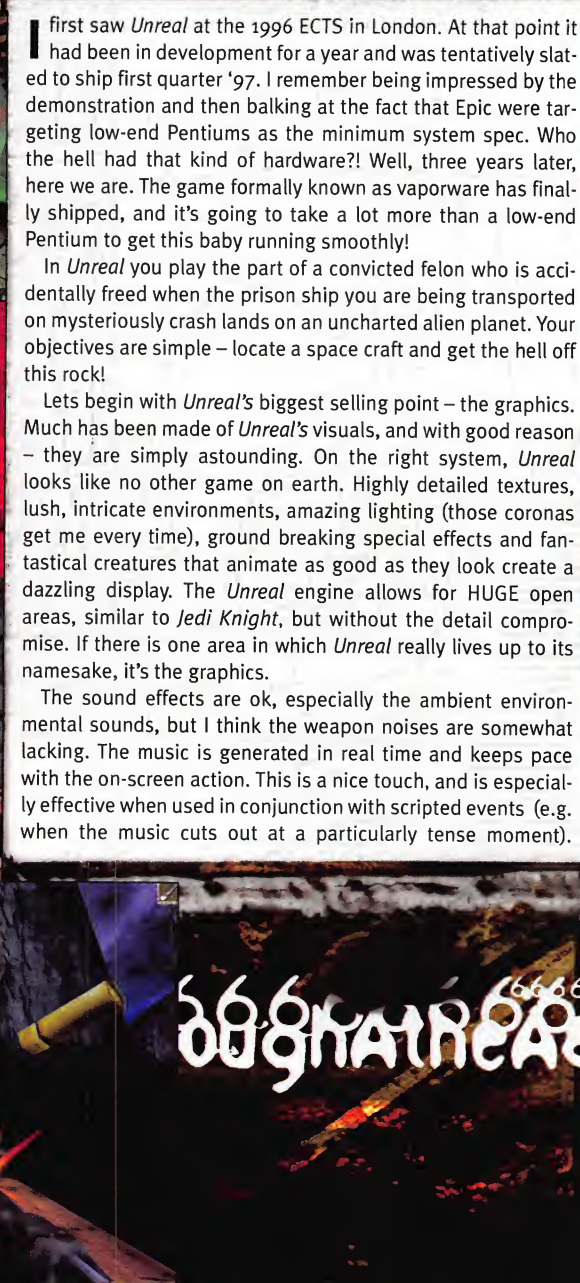 I first saw Unreal at the 1996 ECTS in London. At that point it
had been in development for a year and was tentatively slat-
ed to ship first quarter ‘97. I remember being impressed by the
demonstration and then balking at the fact that Epic were tar-
geting low-end Pentiums as the minimum system spec. Who
the hell had that kind of hardware?! Well, three years later,
here we are. The game formally known as vaporware has final-
ly shipped, and it's going to take a lot more than a low-end
Pentium to get this baby running smoothly!
In Unreal you play the part of a convicted felon who is acci-
dentally freed when the prison ship you are being transported
on mysteriously crash lands on an uncharted alien planet. Your
objectives are simple – locate a space craft and get the hell off
this rock!
Lets begin with Unreal's biggest selling point – the graphics.
Much has been made of Unreal's visuals, and with good reason
– they are simply astounding. On the right system, Unreal
looks like no other game on earth. Highly detailed textures,
lush, intricate environments, amazing lighting (those coronas
get me every time), ground breaking special effects and fan-
tastical creatures that animate as good as they look create a
dazzling display. The Unreal engine allows for HUGE open
areas, similar to Jedi Knight, but without the detail compro-
mise. If there is one area in which Unreal really lives up to its
namesake, it's the graphics.
The sound effects are ok, especially the ambient environ-
mental sounds, but I think the weapon noises are somewhat
lacking. The music is generated in real time and keeps pace
with the on-screen action. This is a nice touch, and is especial-
ly effective when used in conjunction with scripted events (e.g.
when the music cuts out at a particularly tense moment).